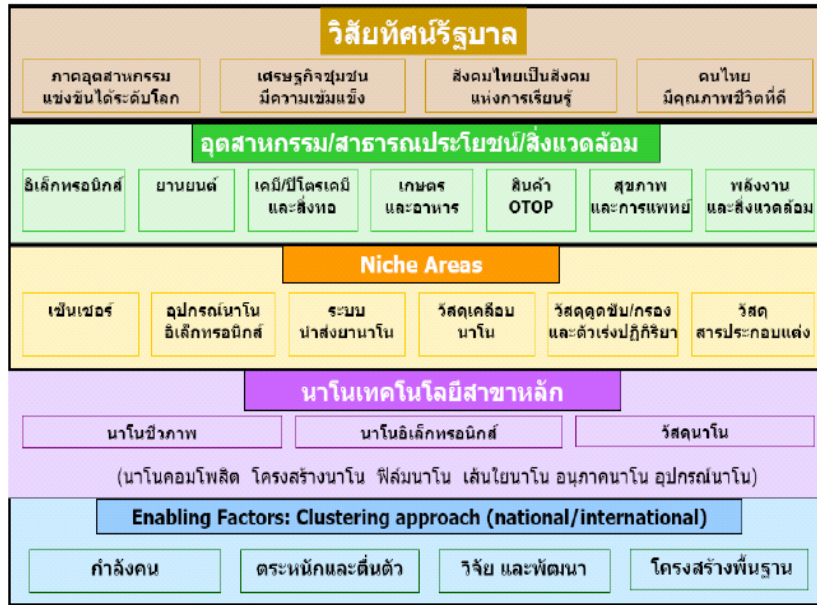 วิสัยทัศน์รัฐบาล
ภาคอุตสาหกรรม
แข่งขันได้ระดับโลก
เศรษฐกิจชุมชน
มีความเข้มแข็ง
สังคมไทยเป็นสังคม
แห่งการเรียนรู้
คนไทย
มีคุณภาพชีวิตที่ดี
อุตสาหกรรม/สาธารณประโยชน์/สิ่งแวดล้อม
อิเล็กทรอนิกส์
ยานยนต์
เคมี/ปิโตรเคมี
และสิ่งทอ
เกษตร
และอาหาร
สินค้า
OTOP
สุขภาพ
และการแพทย์
พลังงาน
และสิ่งแวดล้อม
Niche Areas
เซ็นเซอร์
อุปกรณ์นาโน
อิเล็กทรอนิกส์
ระบบ
นำส่งยานาโน
วัสดุเคลือบ
นาโน
วัสดุดูดซับ/กรอง
และตัวเร่งปฏิกิริยา
วัสดุ
สารประกอบแต่ง
นาโนเทคโนโลยีสาขาหลัก
นาโนชีวภาพ
นาโนอิเล็กทรอนิกส์
วัสดุนาโน
(นาโนคอมโพสิต โครงสร้างนาโน ฟิล์มนาโน เส้นใยนาโน อนุภาคนาโน อุปกรณ์นาโน)
Enabling Factors: Clustering approach (national/international)
กำลังคน
ตระหนักและตื่นตัว
วิจัย และพัฒนา
โครงสร้างพื้นฐาน